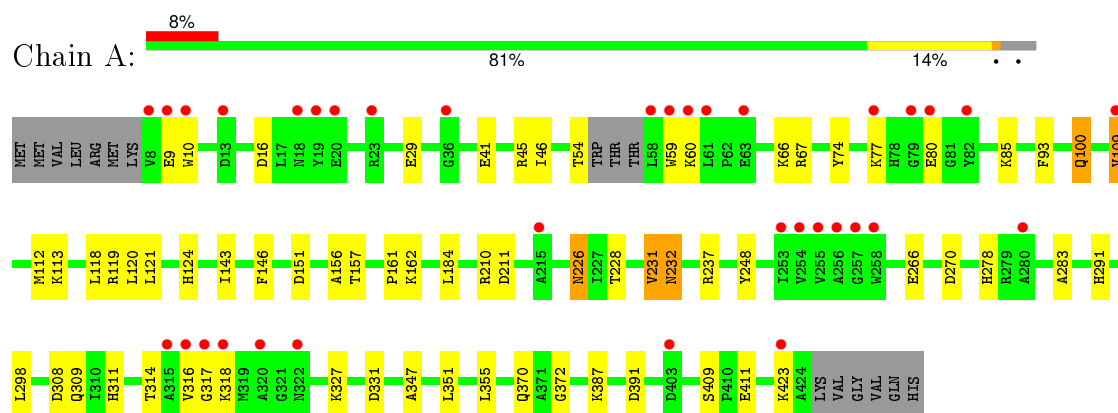 8%
Chain A:
81% 14% • •
MET MET VAL LEU ARG MET LYS V8 E9 W10 D13 D16 L17 N18 Y19 E20 R23 E29 G36 E41 R45 I46 T54 TRP THR THR L58 W59 K60 L61 P62 E63 K66 R67 Y74 K77 H78 G79 E80 G81 Y82 K85 F93 Q100 V109
M112 K113 L118 R119 L120 L121 H124 I143 F146 D151 A156 T157 P161 K162 L184 R210 D211 A215 N226 I227 T228 V231 N232 R237 Y248 I253 V254 V255 A256 G257 W258 E266 D270 H278 R279 A280 A283 H291
L298 D308 Q309 I310 H311 T314 A315 V316 G317 K318 M319 A320 G321 N322 K327 D331 A347 L351 L355 Q370 A371 G372 K387 D391 D403 S409 P410 E411 K423 A424 LYS VAL GLY VAL GLN HIS